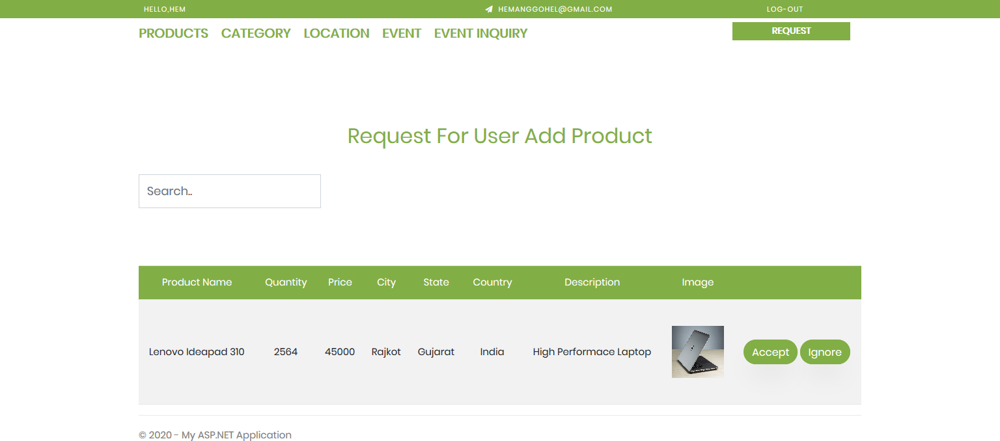 HELLO,HEM HEMANGGOHEL@GMAIL.COM LOG-OUT
PRODUCTS CATEGORY LOCATION EVENT EVENT INQUIRY REQUEST
Request For User Add Product
Search..
Product Name Quantity Price City State Country Description Image
Lenovo Ideapad 310 2564 45000 Rajkot Gujarat India High Performace Laptop Accept Ignore
© 2020 - My ASP.NET Application